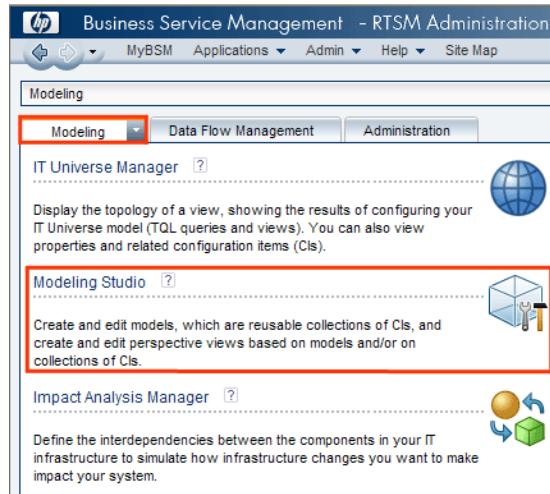 hp Business Service Management - RTSM Administration
MyBSM Applications Admin Help Site Map
Modeling
Modeling Data Flow Management Administration
IT Universe Manager ?
Display the topology of a view, showing the results of configuring your
IT Universe model (TQL queries and views). You can also view
properties and related configuration items (CIs).
Modeling Studio ?
Create and edit models, which are reusable collections of CIs, and
create and edit perspective views based on models and/or on
collections of CIs.
Impact Analysis Manager ?
Define the interdependencies between the components in your IT
infrastructure to simulate how infrastructure changes you want to make
impact your system.